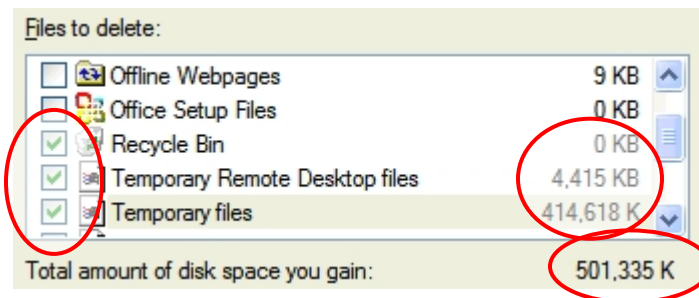 Files to delete:
Offline Webpages 9 KB
Office Setup Files 0 KB
Recycle Bin 0 KB
Temporary Remote Desktop files 4,415 KB
Temporary files 414,618 K
Total amount of disk space you gain: 501,335 K